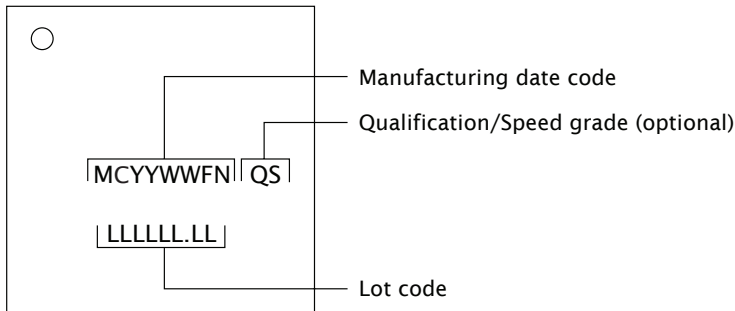 Manufacturing date code
Qualification/Speed grade (optional)
MCYYWWFN QS
LLLLLL.LL
Lot code